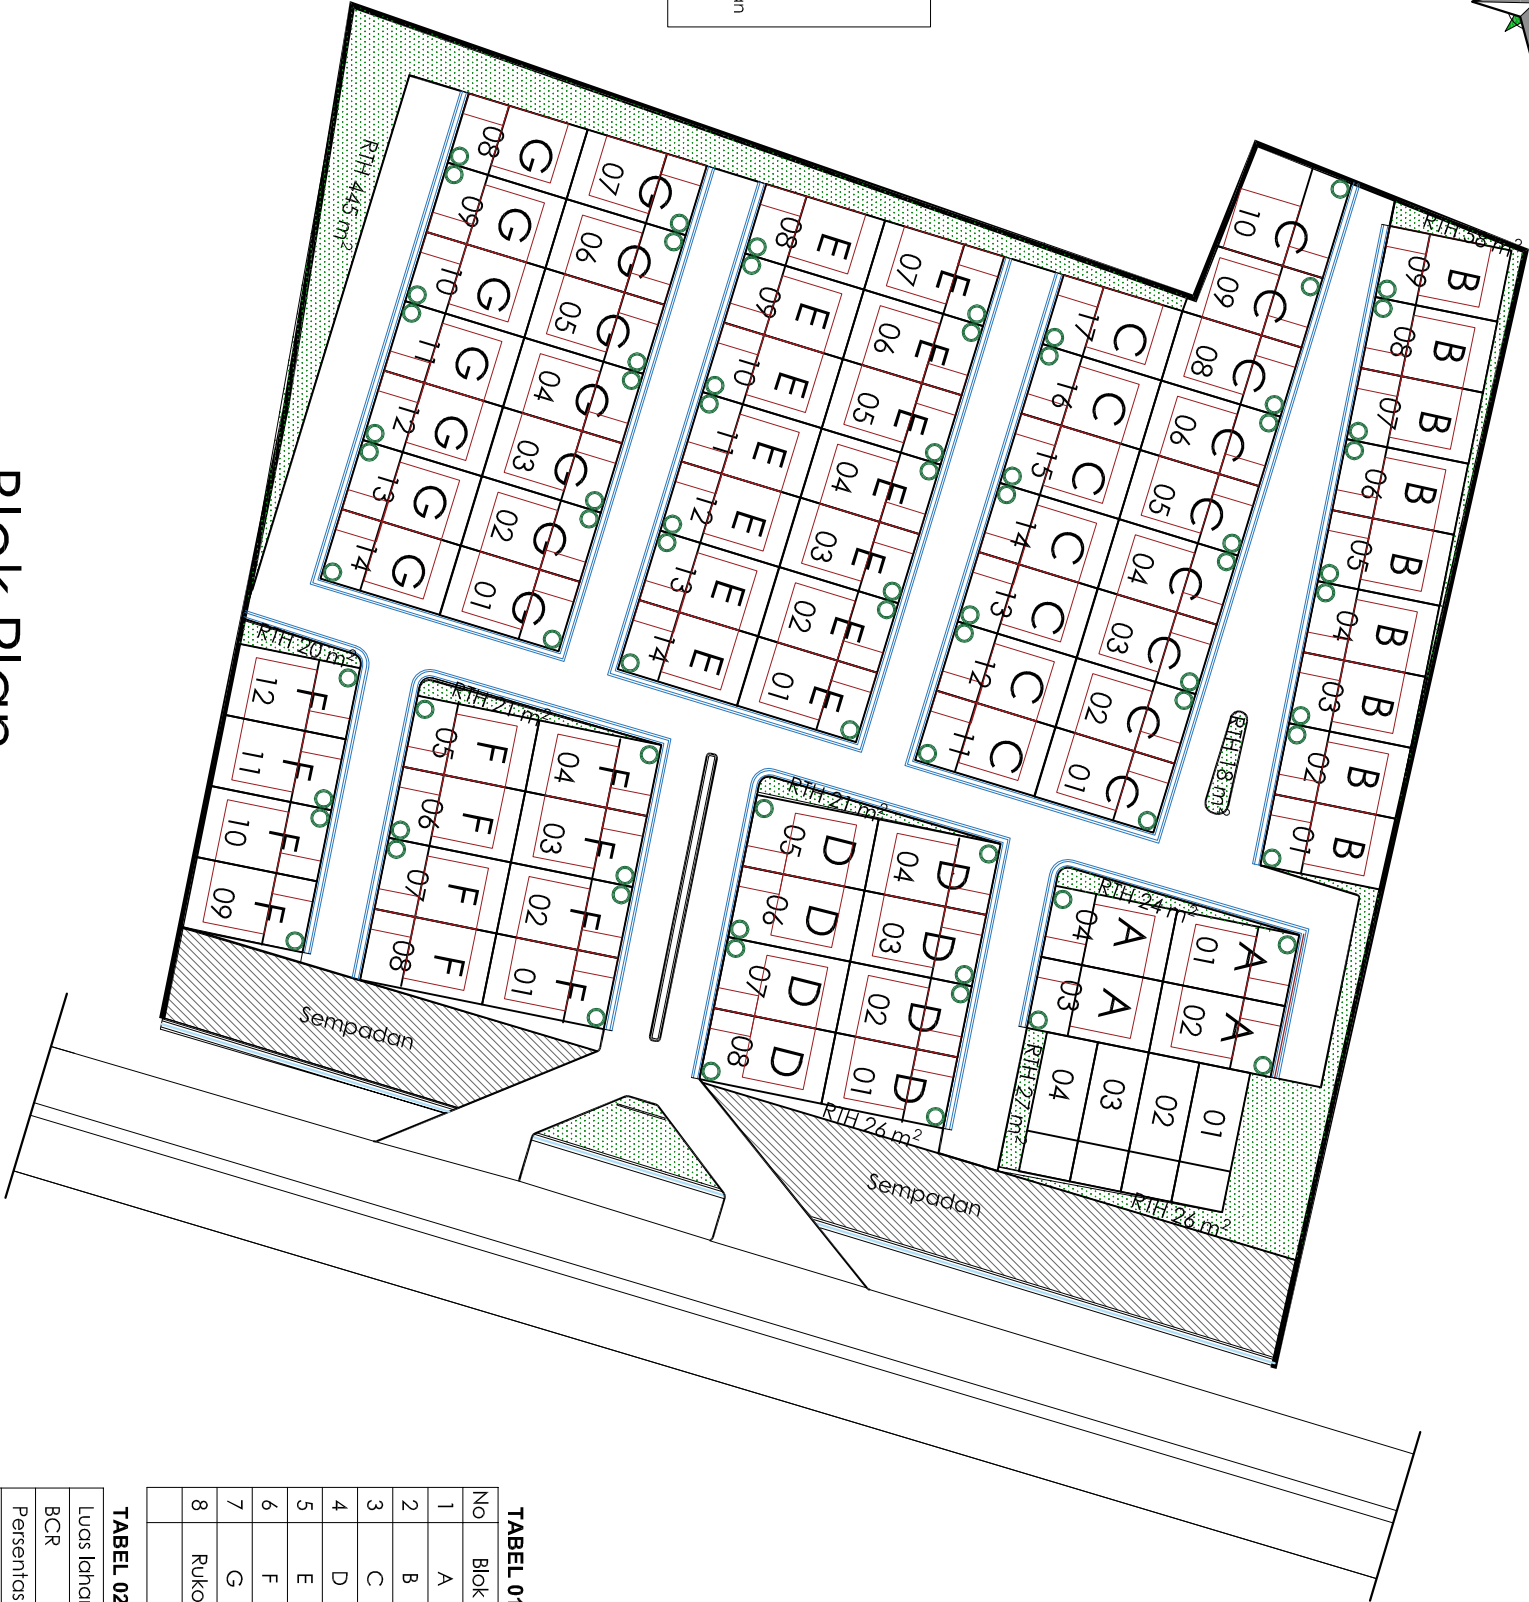 Blok Plan
RTH 445 m²
G 08
G 09
G 10
G 11
G 12
G 13
G 14
G 07
G 06
G 05
G 04
G 03
G 02
G 01
E 08
E 09
E 10
E 11
E 12
E 13
E 14
E 07
E 06
E 05
E 04
E 03
E 02
E 01
C 17
C 16
C 15
C 14
C 13
C 12
C 11
C 10
C 09
C 08
C 06
C 05
C 04
C 03
C 02
C 01
RTH m²
B 09
B 08
B 07
B 06
B 05
B 04
B 03
B 02
B 01
RTH 18 m²
RTH 20 m²
F 12
F 11
F 10
F 09
RTH 21 m²
F 05
F 06
F 07
F 08
F 04
F 03
F 02
F 01
RTH 21 m²
D 05
D 06
D 07
D 08
D 04
D 03
D 02
D 01
RTH 26 m²
RTH 24 m²
A 04
A 03
A 01
A 02
RTH 27 m²
04
03
02
01
RTH 26 m²
Sempadan
Sempadan
TABEL 01
No Blok
1 A
2 B
3 C
4 D
5 E
6 F
7 G
8 Ruko
TABEL 02
Luas lahan
BCR
Persentas